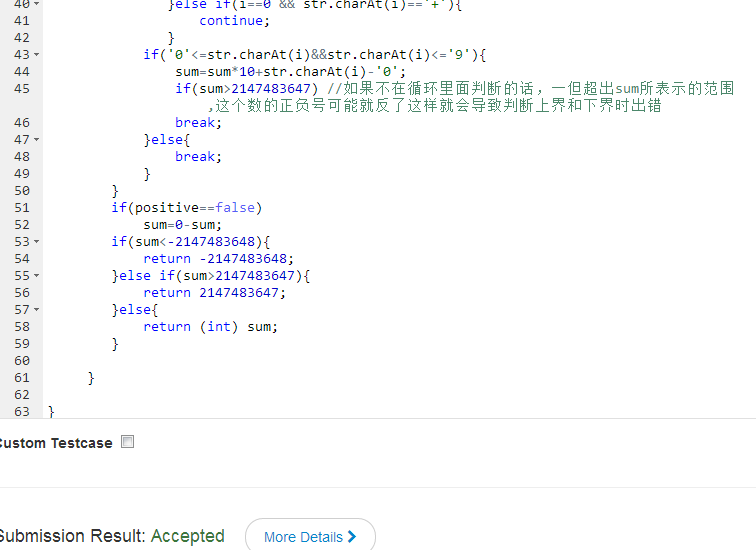 40 }else if(i==0 && str.charAt(i)=='+'){
41 continue;
42 }
43 if('0'<=str.charAt(i)&&str.charAt(i)<='9'){
44 sum=sum*10+str.charAt(i)-'0';
45 if(sum>2147483647) //如果不在循环里面判断的话，一但超出sum所表示的范围
,这个数的正负号可能就反了这样就会导致判断上界和下界时出错
46 break;
47 }else{
48 break;
49 }
50 }
51 if(positive==false)
52 sum=0-sum;
53 if(sum<-2147483648){
54 return -2147483648;
55 }else if(sum>2147483647){
56 return 2147483647;
57 }else{
58 return (int) sum;
59 }
60
61 }
62
63 }
Custom Testcase
Submission Result: Accepted More Details